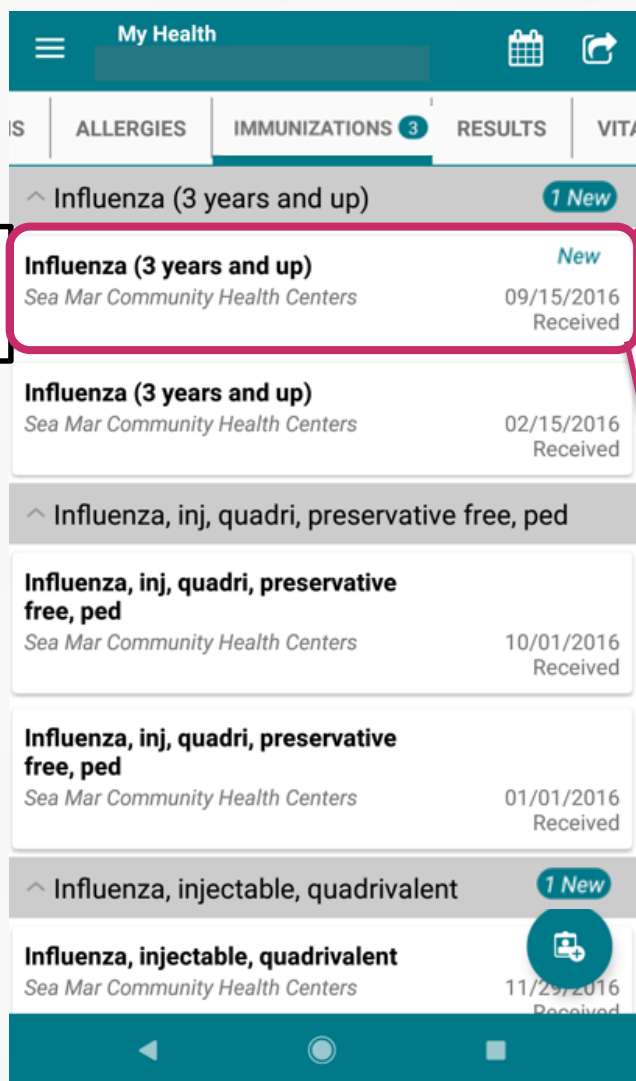 My Health
S ALLERGIES IMMUNIZATIONS 3 RESULTS VITA
Influenza (3 years and up) 1 New
Influenza (3 years and up) New
Sea Mar Community Health Centers 09/15/2016
Received
Influenza (3 years and up)
Sea Mar Community Health Centers 02/15/2016
Received
Influenza, inj, quadri, preservative free, ped
Influenza, inj, quadri, preservative
free, ped
Sea Mar Community Health Centers 10/01/2016
Received
Influenza, inj, quadri, preservative
free, ped
Sea Mar Community Health Centers 01/01/2016
Received
Influenza, injectable, quadrivalent 1 New
Influenza, injectable, quadrivalent
Sea Mar Community Health Centers 11/29/2016
Received